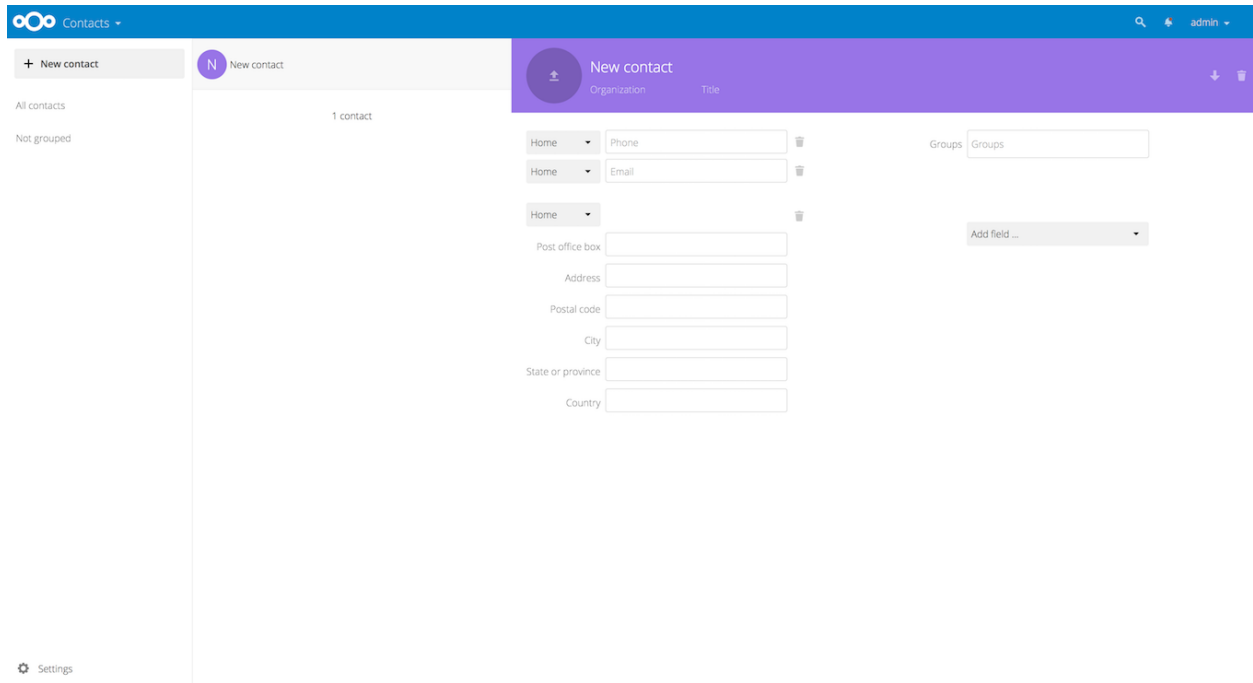 Contacts
admin
+ New contact
All contacts
Not grouped
Settings
N New contact
1 contact
New contact
Organization Title
Home Phone
Home Email
Home
Post office box
Address
Postal code
City
State or province
Country
Groups Groups
Add field ...